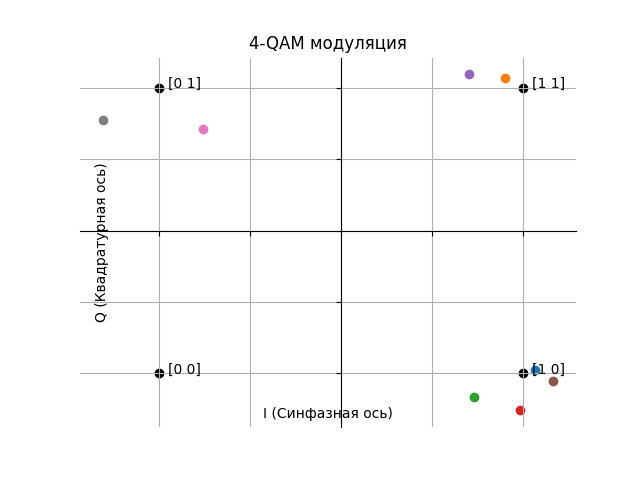 4-QAM модуляция
[0 1]
[1 1]
Q (Квадратурная ось)
[0 0]
[1 0]
I (Синфазная ось)